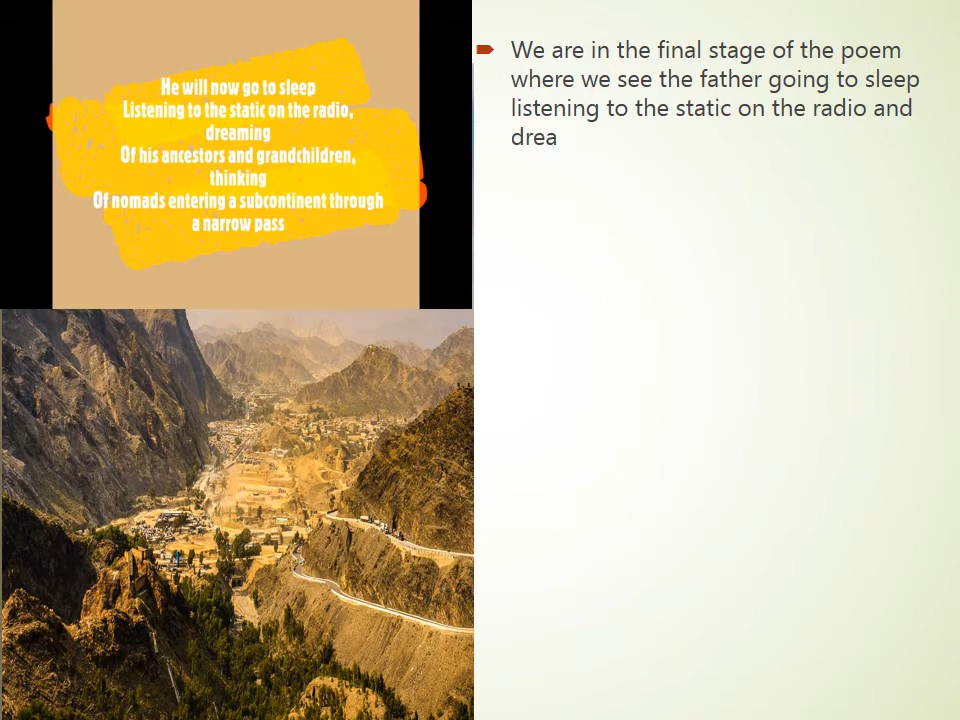 He will now go to sleep
Listening to the static on the radio,
dreaming
Of his ancestors and grandchildren,
thinking
Of nomads entering a subcontinent through
a narrow pass
We are in the final stage of the poem
where we see the father going to sleep
listening to the static on the radio and
drea